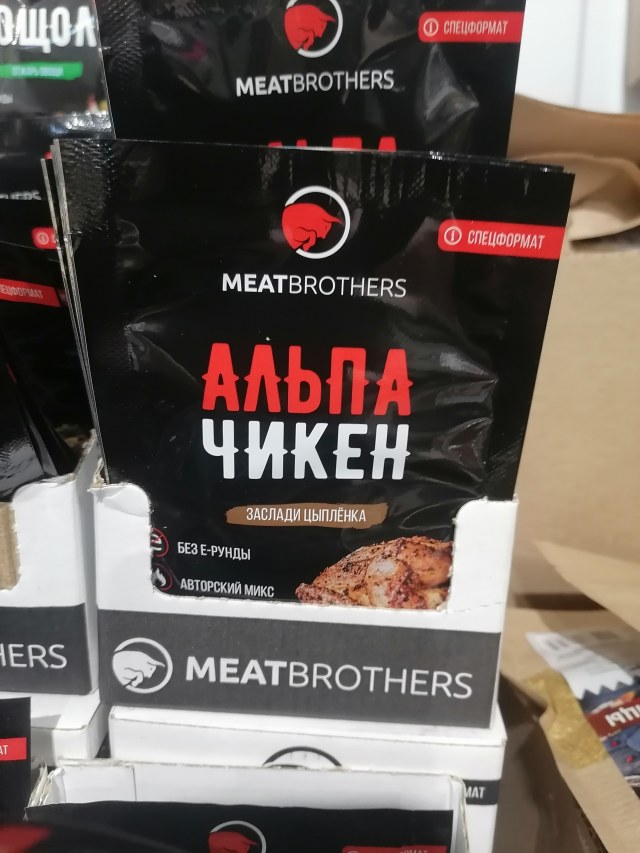 MEATBROTHERS
СПЕЦФОРМАТ
MEATBROTHERS
СПЕЦФОРМАТ
АЛЬПА
ЧИКЕН
ЗАСЛАДИ ЦЫПЛЁНКА
БЕЗ Е-РУНДЫ
АВТОРСКИЙ МИКС
MEATBROTHERS